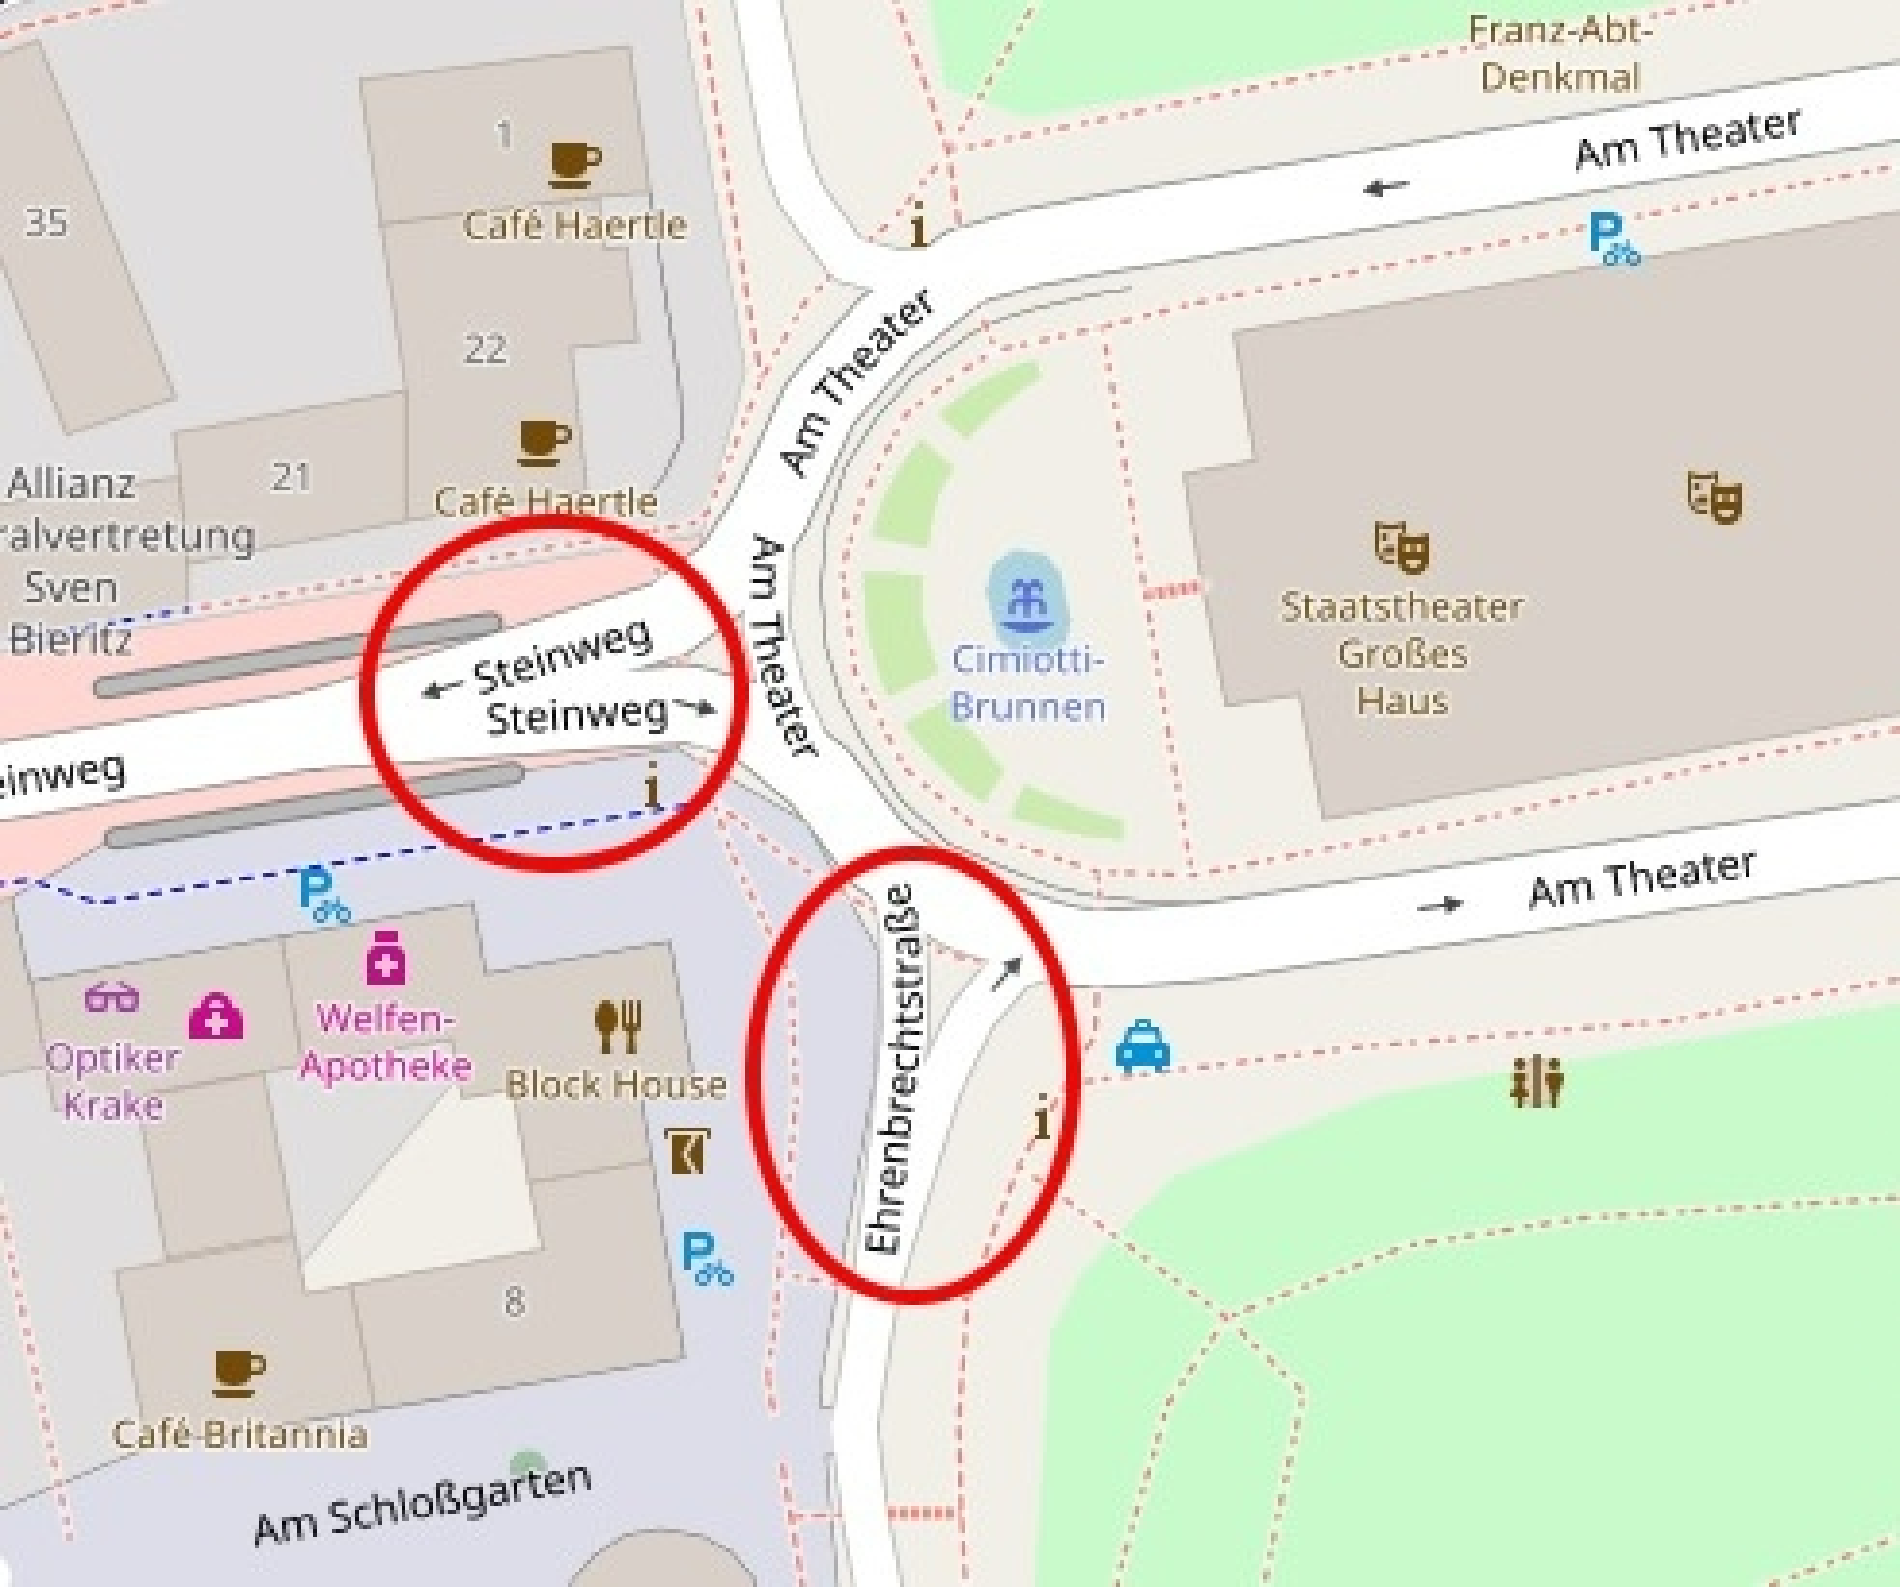 Franz-Abt-
Denkmal
Am Theater
1
Café Haertle
35
22
Am Theater
21
Café Haertle
Allianz
ralvertretung
Sven
Bieritz
Staatstheater
Großes
Haus
Cimiotti-
Brunnen
Am Theater
Steinweg
Steinweg
einweg
Am Theater
Ehrenbrechtstraße
Optiker
Krake
Welfen-
Apotheke
Block House
8
Café-Britannia
Am Schloßgarten
P
P
P
i
i
i